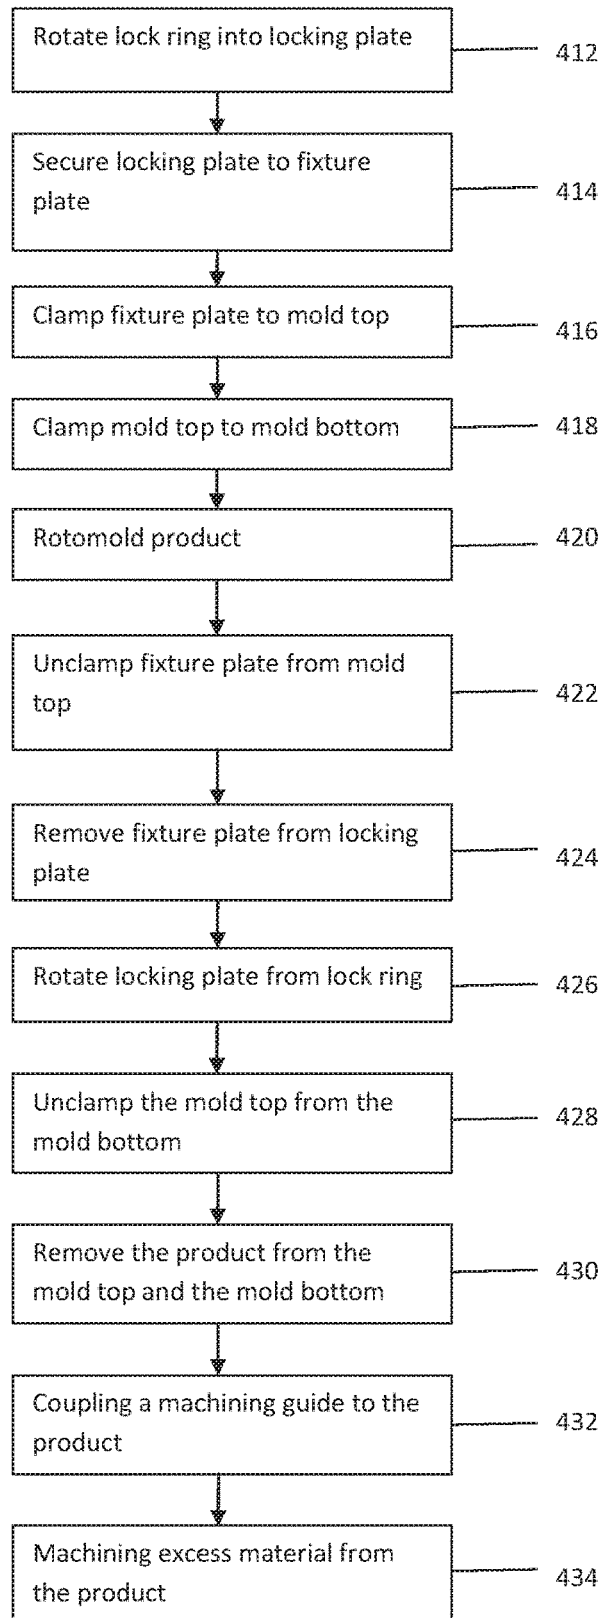 Rotate lock ring into locking plate
412
Secure locking plate to fixture
plate
414
Clamp fixture plate to mold top
416
Clamp mold top to mold bottom
418
Rotomold product
420
Unclamp fixture plate from mold
top
422
Remove fixture plate from locking
plate
424
Rotate locking plate from lock ring
426
Unclamp the mold top from the
mold bottom
428
Remove the product from the
mold top and the mold bottom
430
Coupling a machining guide to the
product
432
Machining excess material from
the product
434